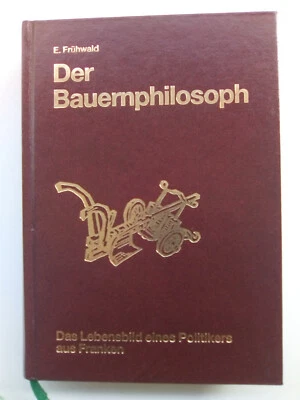 E. Frühwald
Der
Bauernphilosoph
Das Lebensbild eines Politikers
aus Franken